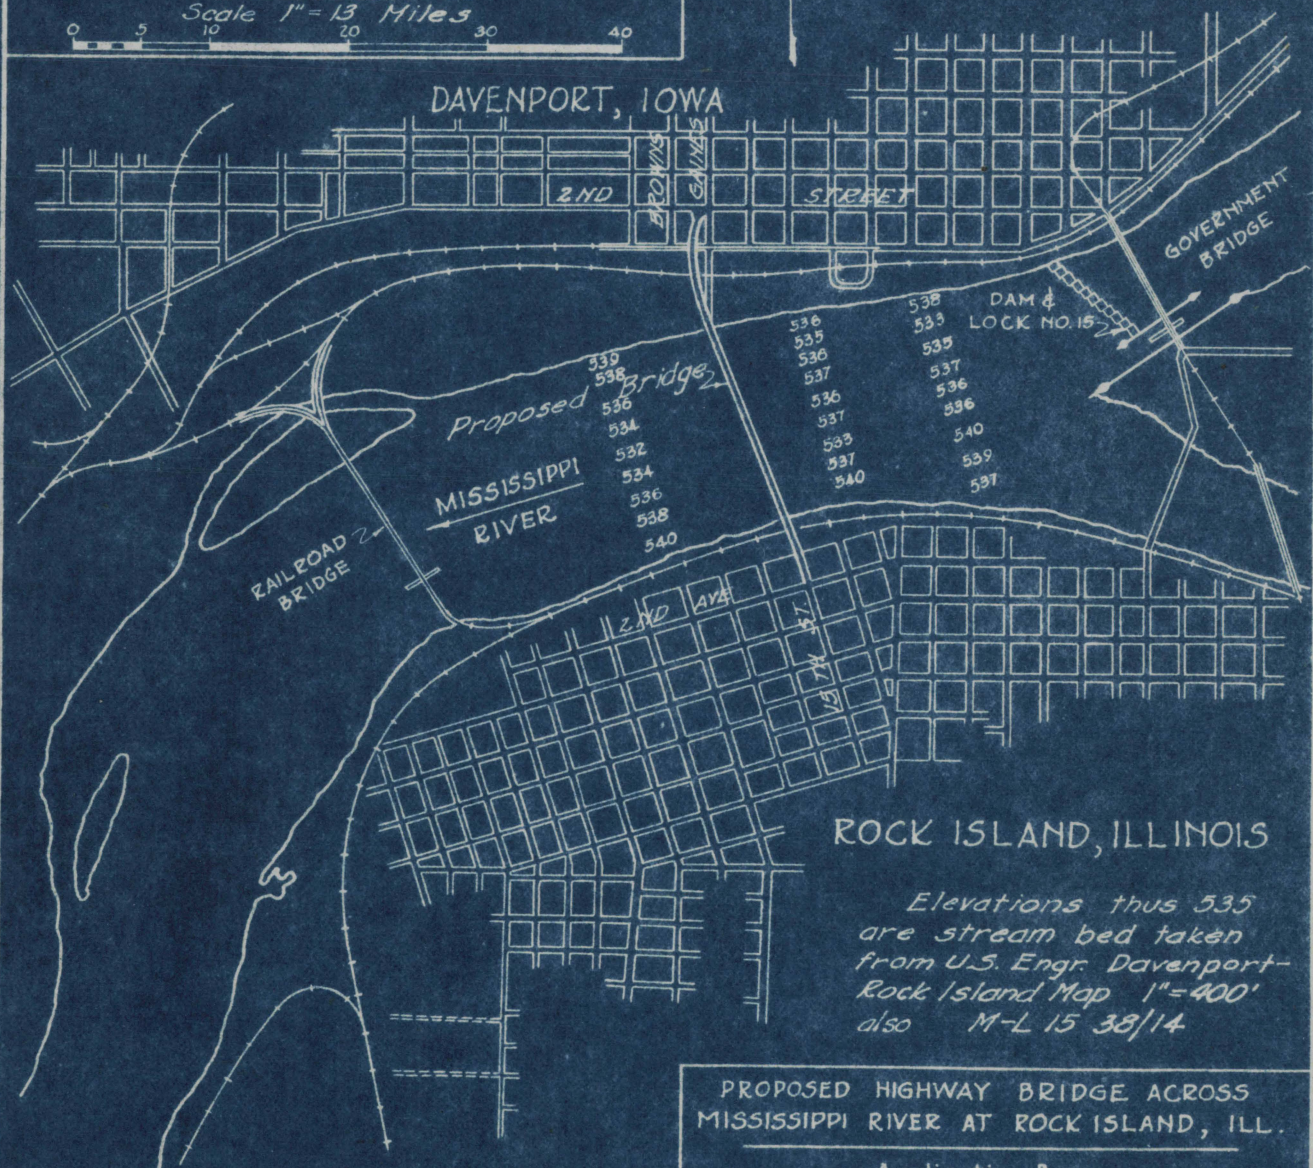 Scale 1" = 13 Miles
0 5 10 20 30 40
DAVENPORT, IOWA
BROWNS
GAINES
2ND STREET
GOVERNMENT
BRIDGE
DAM &
LOCK NO. 15
Proposed Bridge
539
538
536
534
532
534
536
538
540
536
535
536
537
536
537
533
537
540
538
533
535
537
536
536
540
539
537
MISSISSIPPI
RIVER
RAILROAD
BRIDGE
2ND AVE
15TH ST
ROCK ISLAND, ILLINOIS
Elevations thus 535
are stream bed taken
from U.S. Engr. Davenport-
Rock Island Map 1"=400'
also M-L 15 38/14
PROPOSED HIGHWAY BRIDGE ACROSS
MISSISSIPPI RIVER AT ROCK ISLAND, ILL.